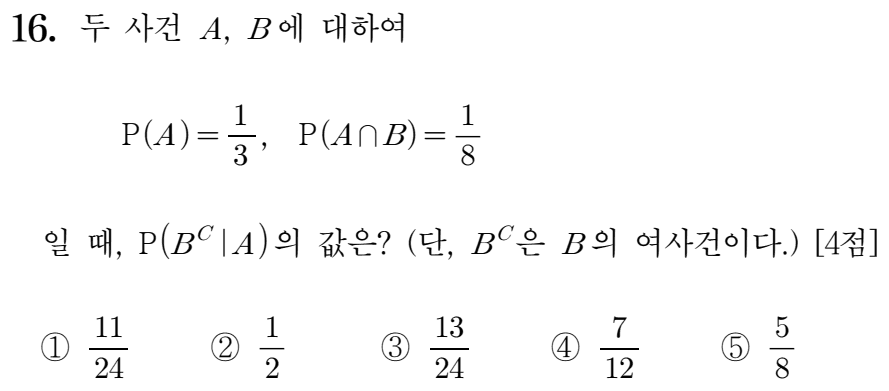 16. 두 사건 A, B에 대하여
P(A) = 1/3, P(A∩B) = 1/8
일 때, P(B^C | A)의 값은? (단, B^C은 B의 여사건이다.) [4점]
① 11/24 ② 1/2 ③ 13/24 ④ 7/12 ⑤ 5/8